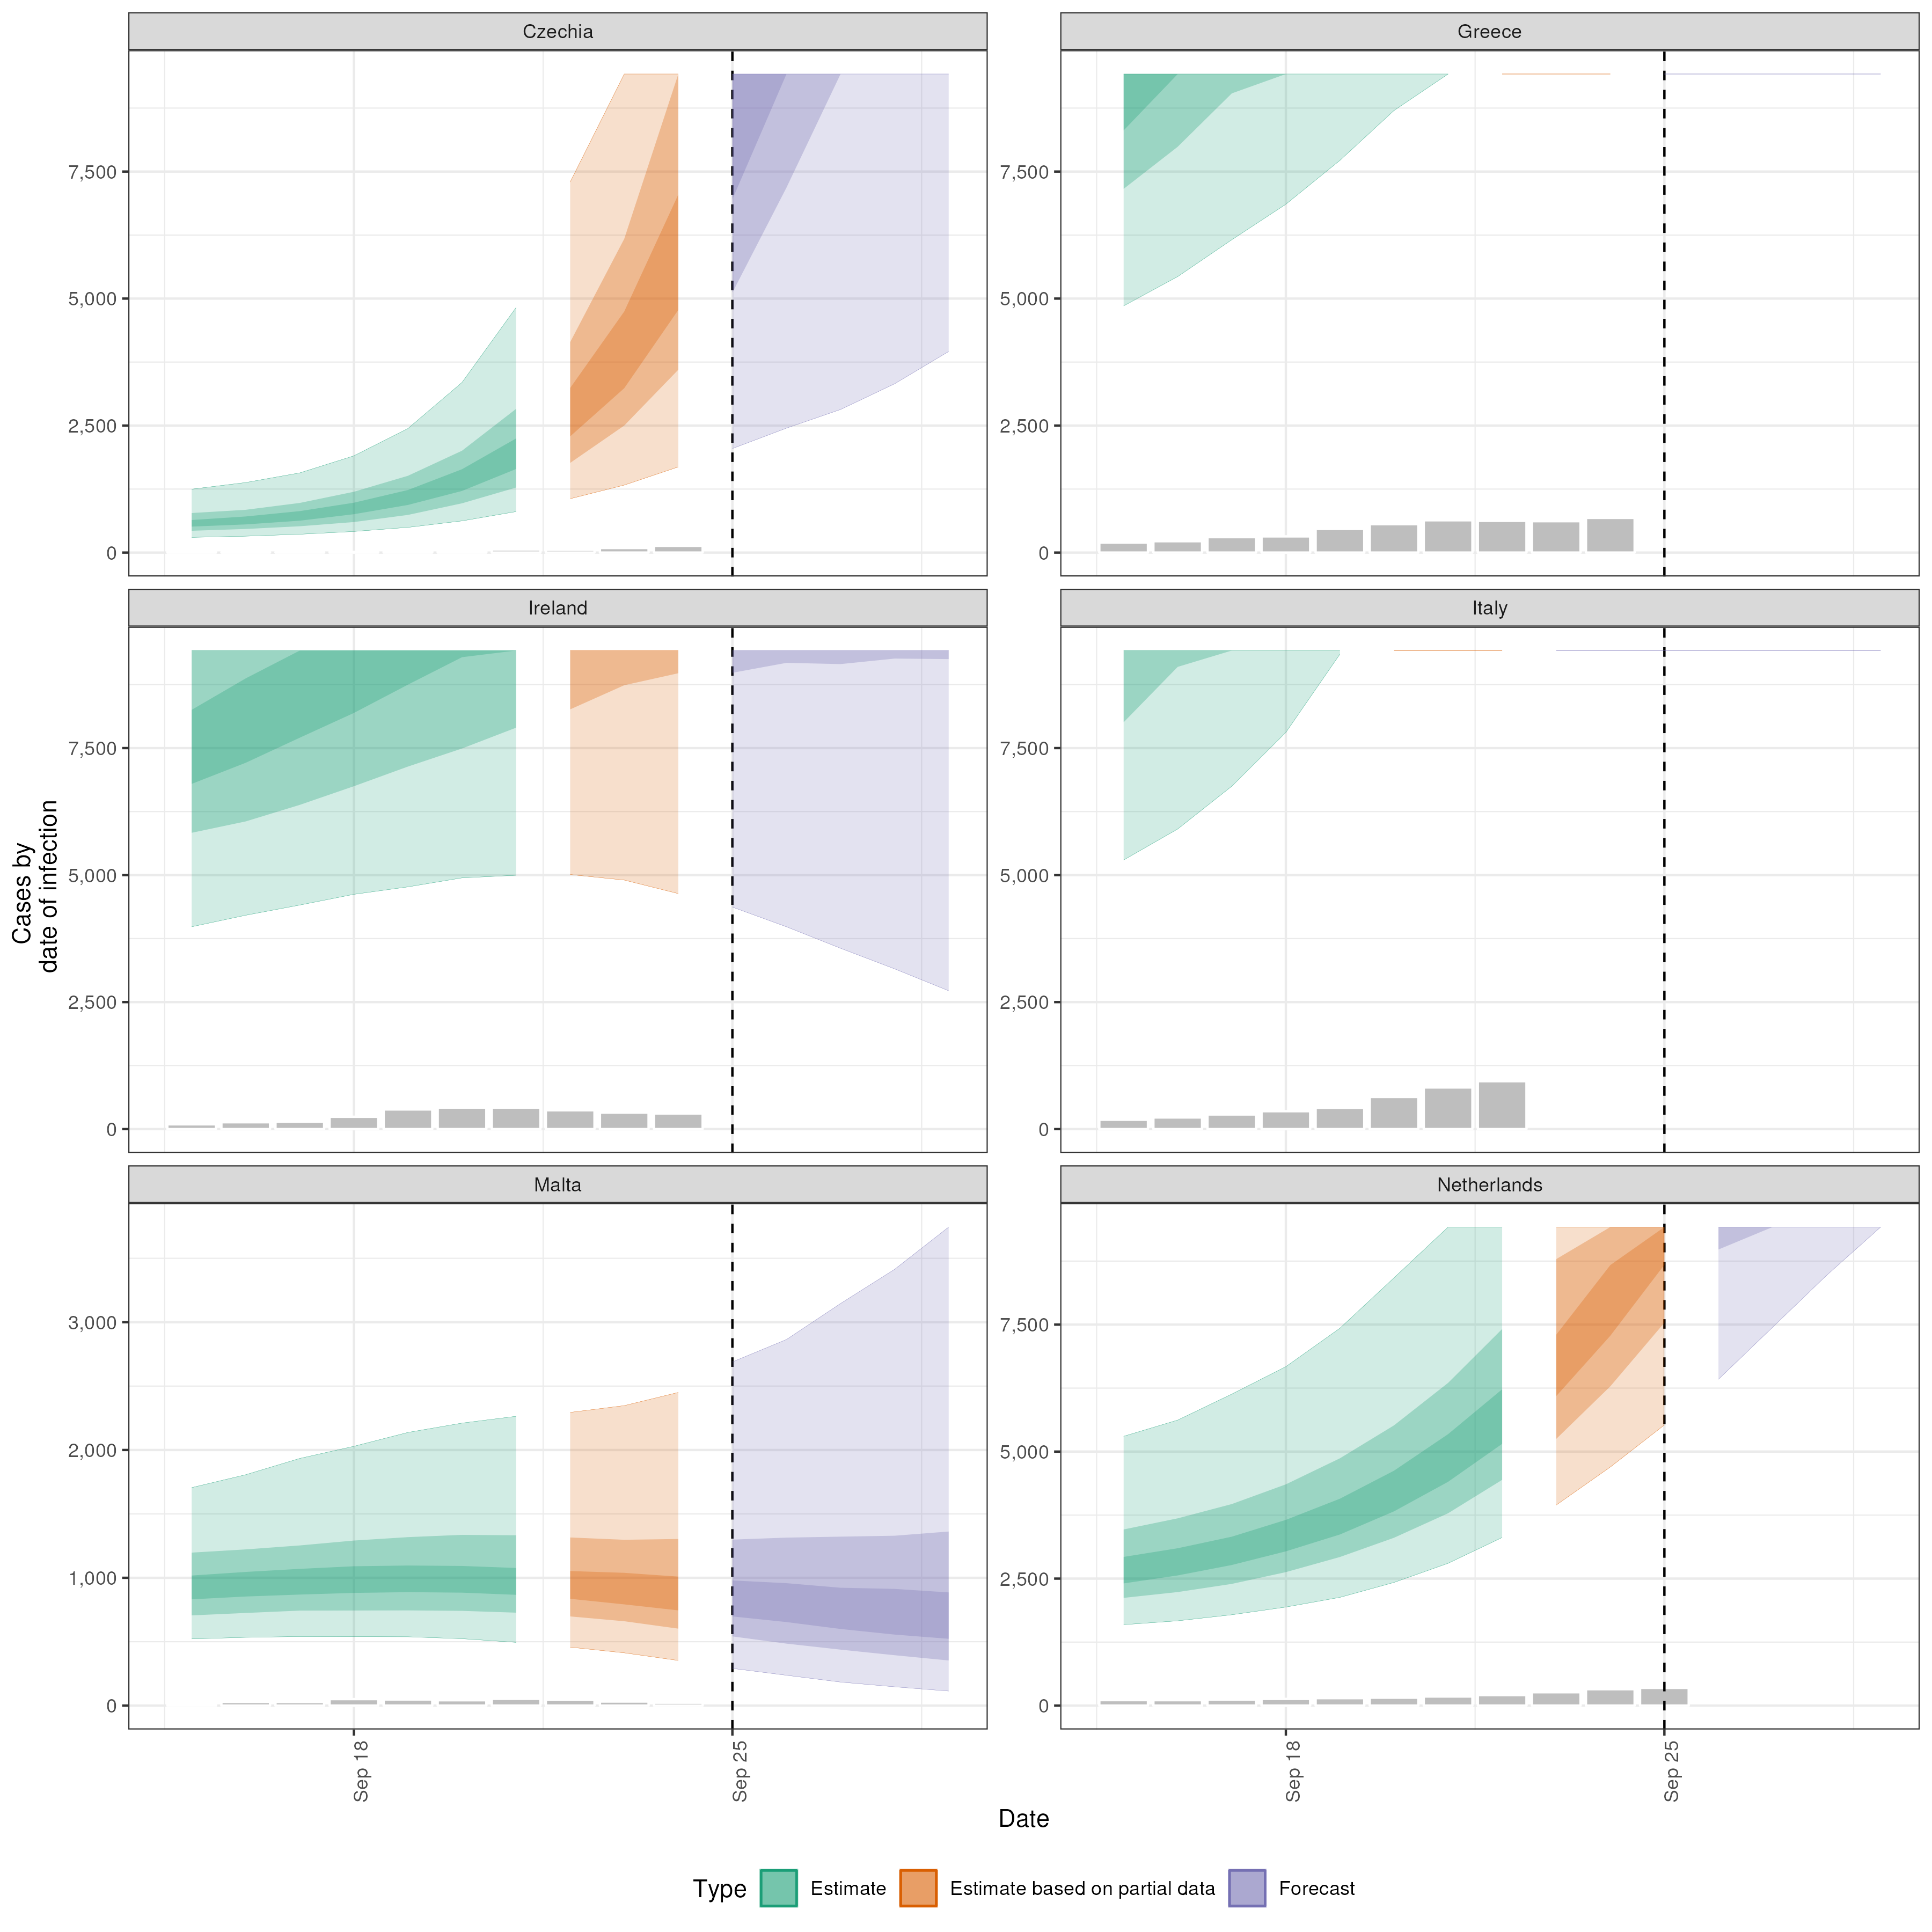 Czechia
Greece
7,500
5,000
2,500
0
7,500
5,000
2,500
0
Ireland
Italy
7,500
5,000
2,500
0
7,500
5,000
2,500
0
Malta
Netherlands
3,000
2,000
1,000
0
7,500
5,000
2,500
0
Cases by
date of infection
Sep 18
Sep 25
Sep 18
Sep 25
Date
Type
Estimate
Estimate based on partial data
Forecast